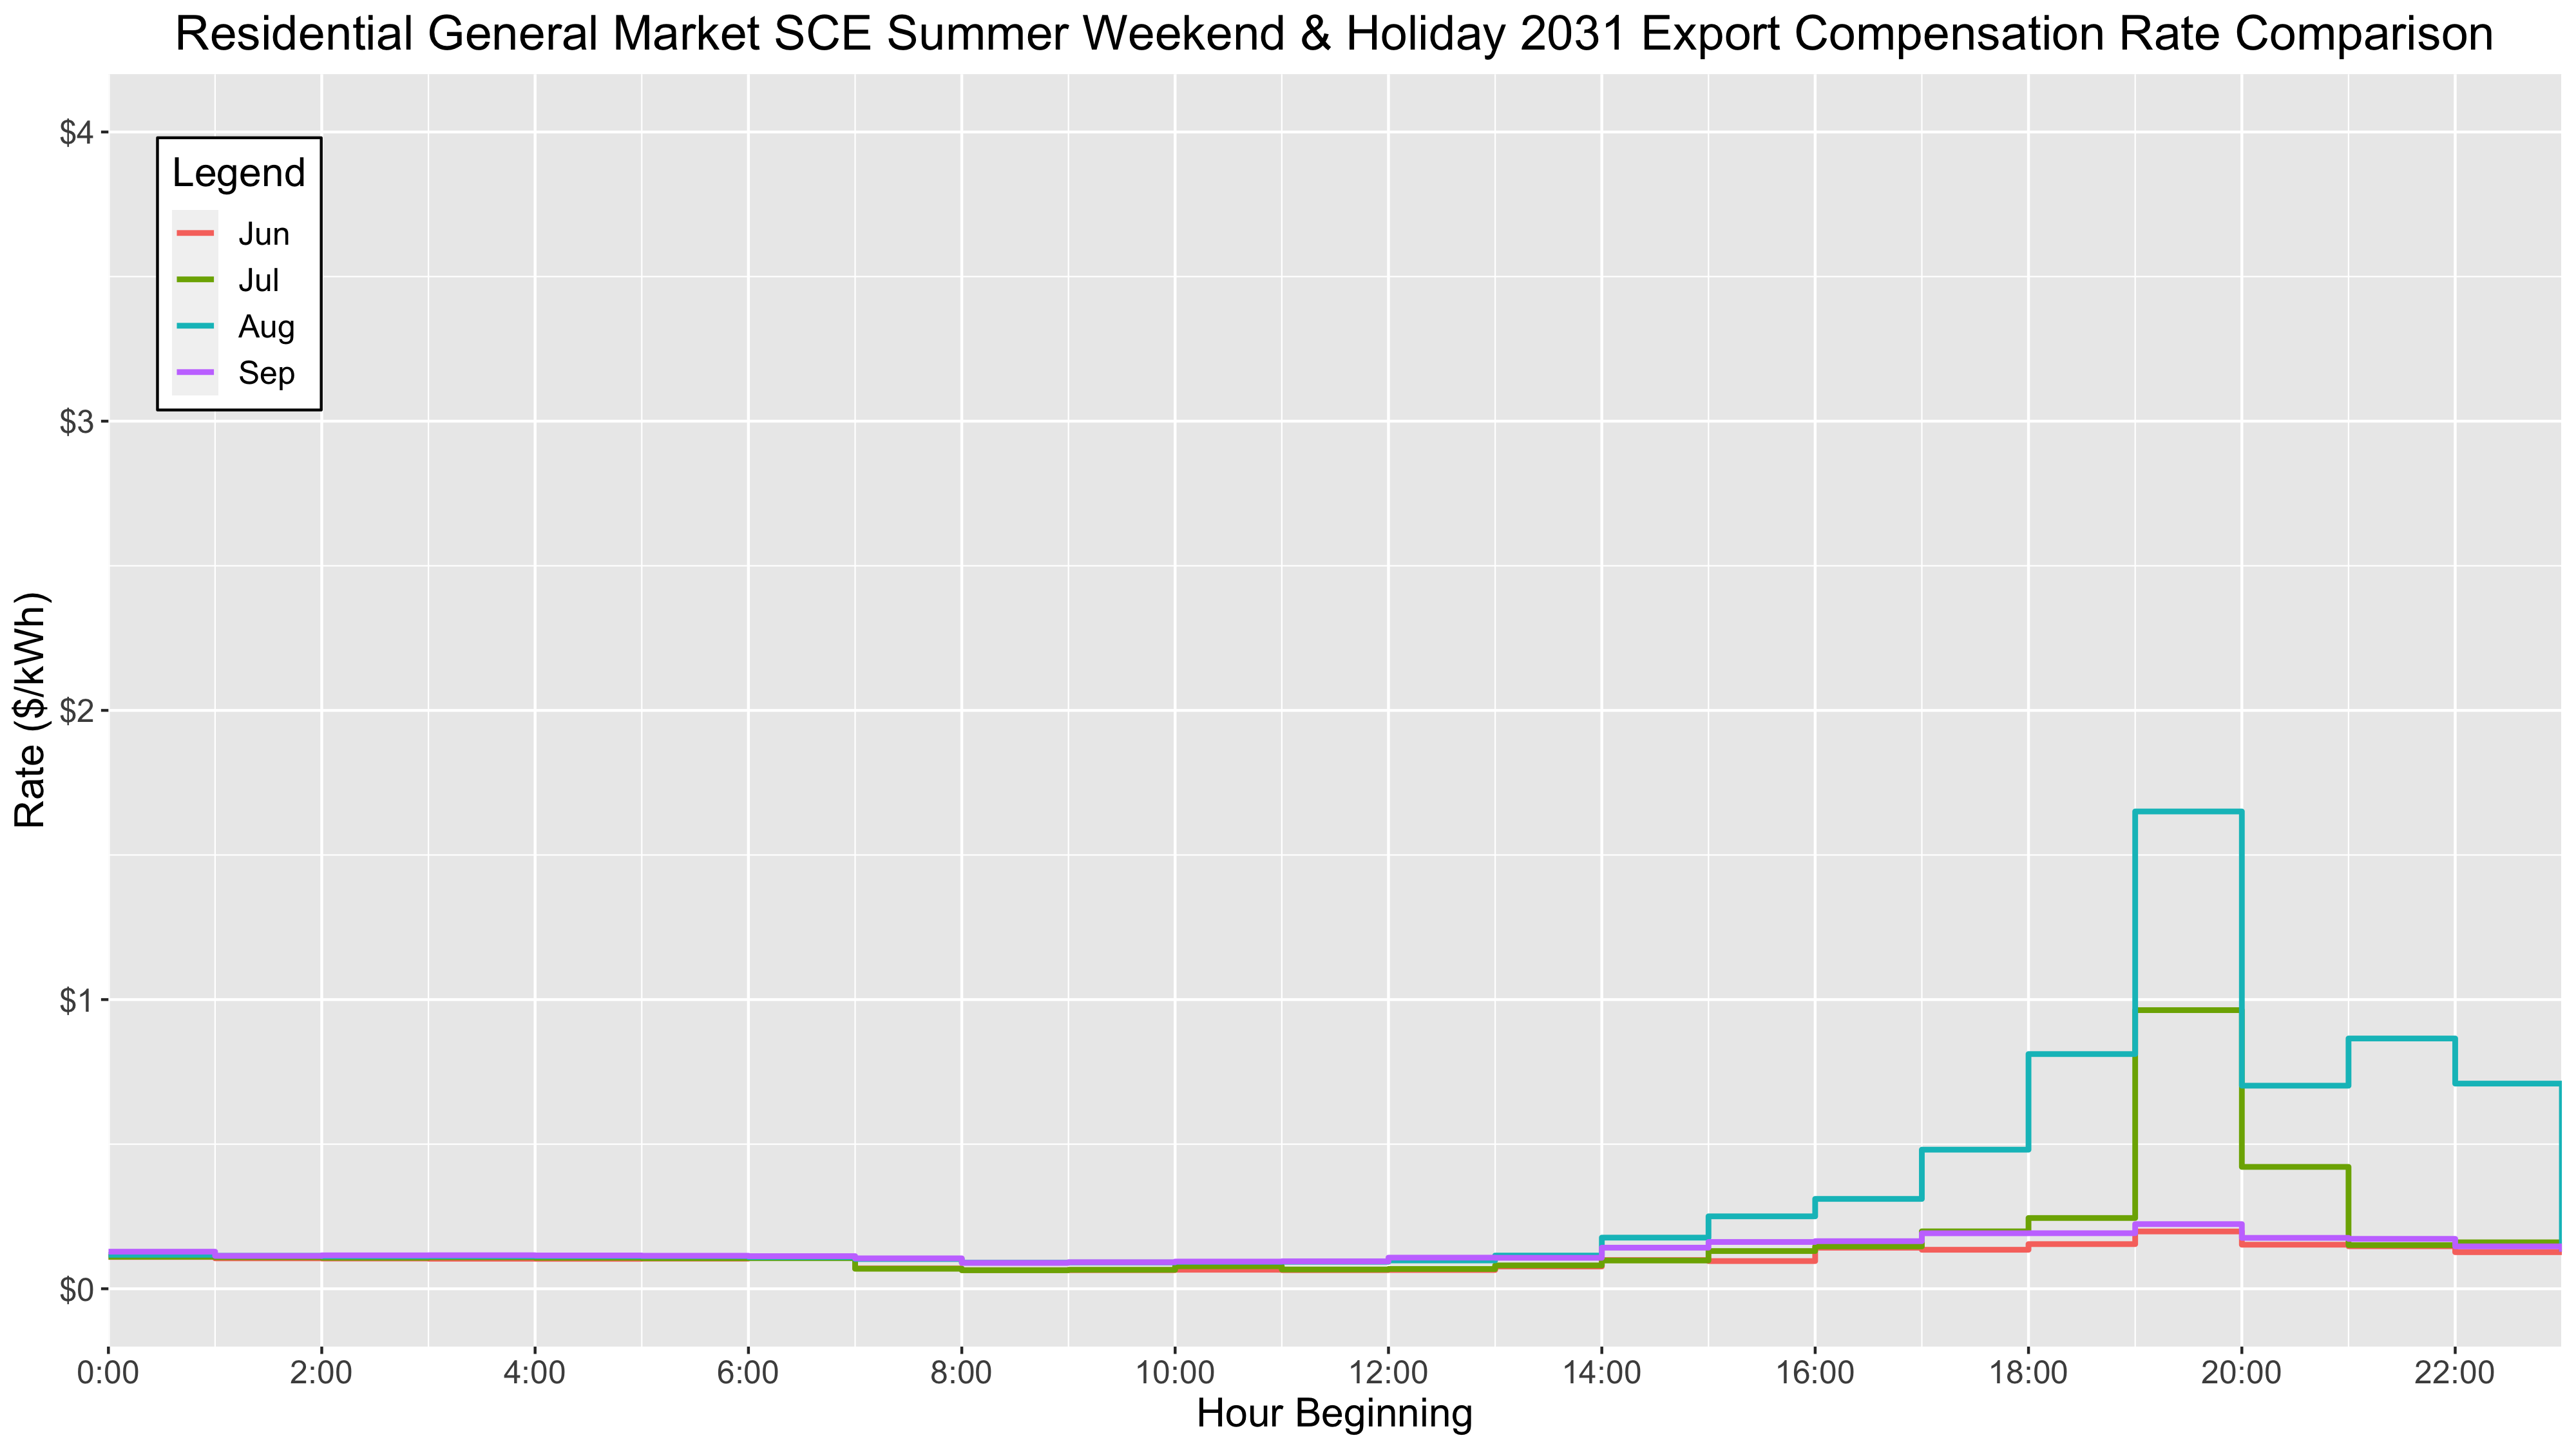 Residential General Market SCE Summer Weekend & Holiday 2031 Export Compensation Rate Comparison
$4
Legend
Jun
Jul
Aug
Sep
$3
Rate ($/kWh)
$2
$1
$0
0:00 2:00 4:00 6:00 8:00 10:00 12:00 14:00 16:00 18:00 20:00 22:00
Hour Beginning